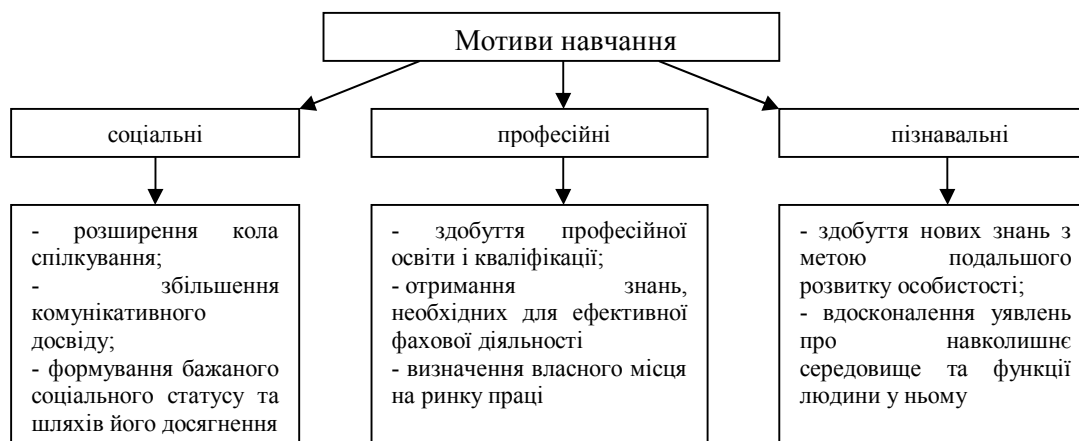 Мотиви навчання
соціальні
професійні
пізнавальні
- розширення кола
спілкування;
- збільшення
комунікативного
досвіду;
- формування бажаного
соціального статусу та
шляхів його досягнення
- здобуття професійної
освіти і кваліфікації;
- отримання знань,
необхідних для ефективної
фахової діяльності
- визначення власного місця
на ринку праці
- здобуття нових знань з
метою подальшого
розвитку особистості;
- вдосконалення уявлень
про навколишнє
середовище та функції
людини у ньому